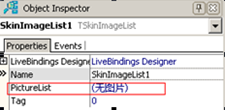 Object Inspector
SkinImageList1 TSkinImageList
Properties Events
LiveBindings Designer LiveBindings Designer
Name SkinImageList1
PictureList (无图片)
Tag 0